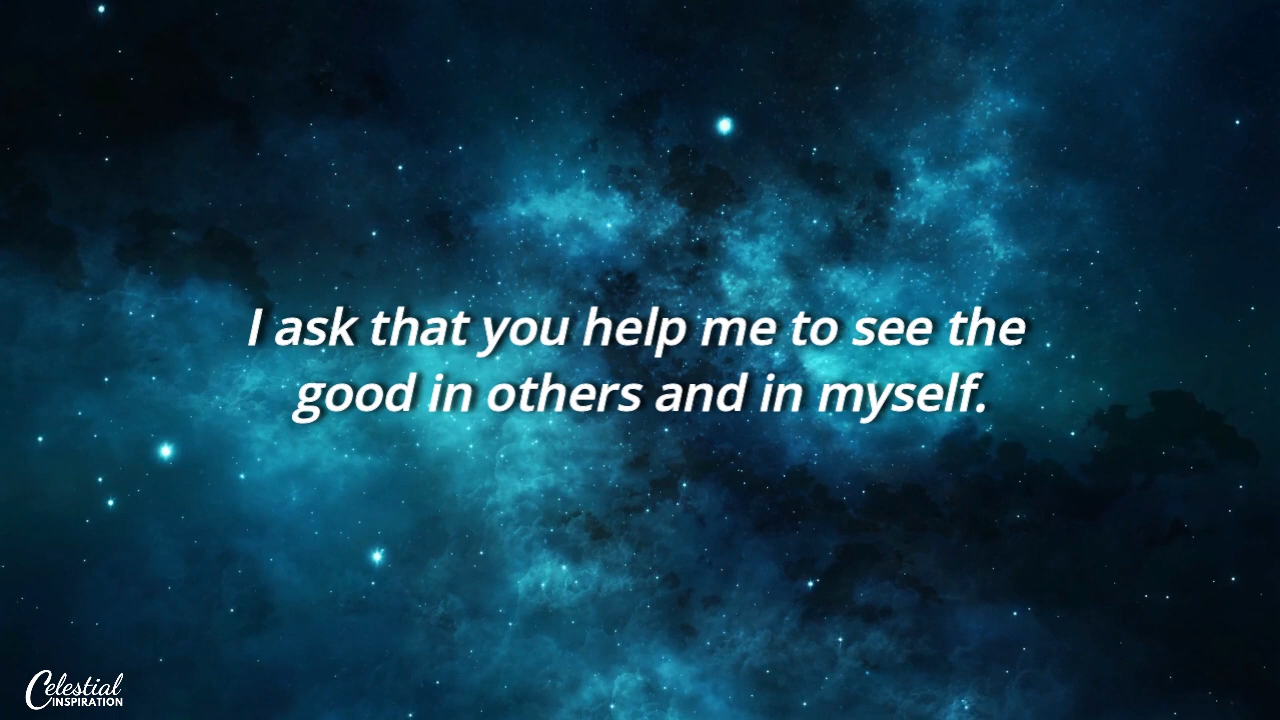 I ask that you help me to see the
good in others and in myself.
Celestial
INSPIRATION